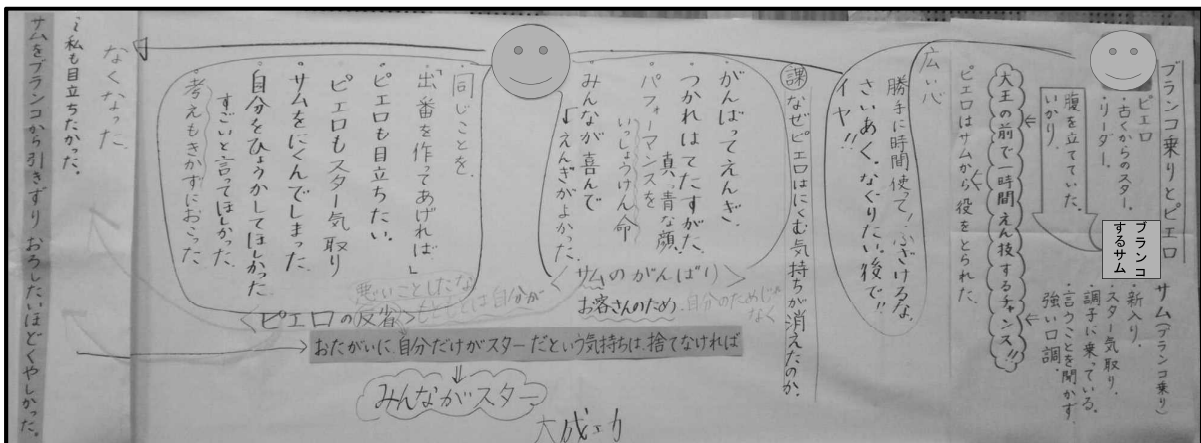 ブランコ乗りとピエロ
ピエロ
・古くからのスター。
・リーダー。
腹を立てていた。
いかり。
ブランコ
するサム
サム(ブランコ乗り)
・新入り。
・スター気取り。
・調子に乗っている。
・言うことを聞かず
強い口調。
大王の前で一時間えん技するチャンス!!
ピエロはサムから役をとられた。
広い心
勝手に時間使って!ふざけるな。
さいあく。なぐりたい。後で!!
イヤ!!
課 なぜピエロはにくむ気持ちが消えたのか。
・がんばってえんぎ。
・つかれはてたすがた。
真っ青な顔。
パフォーマンスを
いっしょうけん命
・みんなが喜んで
↓えんぎがよかった。
<サムのがんばり>
お客さんのため
自分のためじゃ
なく
・同じことを。
・出番を作ってあげれば」
・ピエロも目立ちたい。
ピエロもスター気取り
・サムをにくんでしまった。
・自分をひょうかしてほしかった
すごいと言ってほしかった。
・考えもきかずにおこった
悪いことしたな
もととしては自分が
<ピエロの反省>
なくなった
私も目立ちたかった。
サムをブランコから引きずりおろしたいほどくやしかった。
おたがいに、自分だけがスターだという気持ちは、捨てなければ
みんながスター